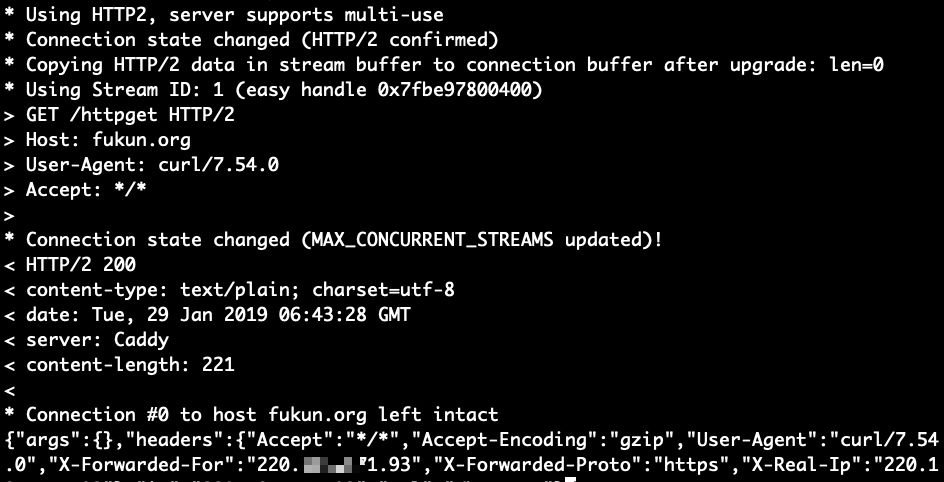 * Using HTTP2, server supports multi-use
* Connection state changed (HTTP/2 confirmed)
* Copying HTTP/2 data in stream buffer to connection buffer after upgrade: len=0
* Using Stream ID: 1 (easy handle 0x7fbe97800400)
> GET /httpget HTTP/2
> Host: fukun.org
> User-Agent: curl/7.54.0
> Accept: */*
>
* Connection state changed (MAX_CONCURRENT_STREAMS updated)!
< HTTP/2 200
< content-type: text/plain; charset=utf-8
< date: Tue, 29 Jan 2019 06:43:28 GMT
< server: Caddy
< content-length: 221
<
* Connection #0 to host fukun.org left intact
{"args":{},"headers":{"Accept":"*/*","Accept-Encoding":"gzip","User-Agent":"curl/7.54
.0","X-Forwarded-For":"220. 1.93","X-Forwarded-Proto":"https","X-Real-Ip":"220.1